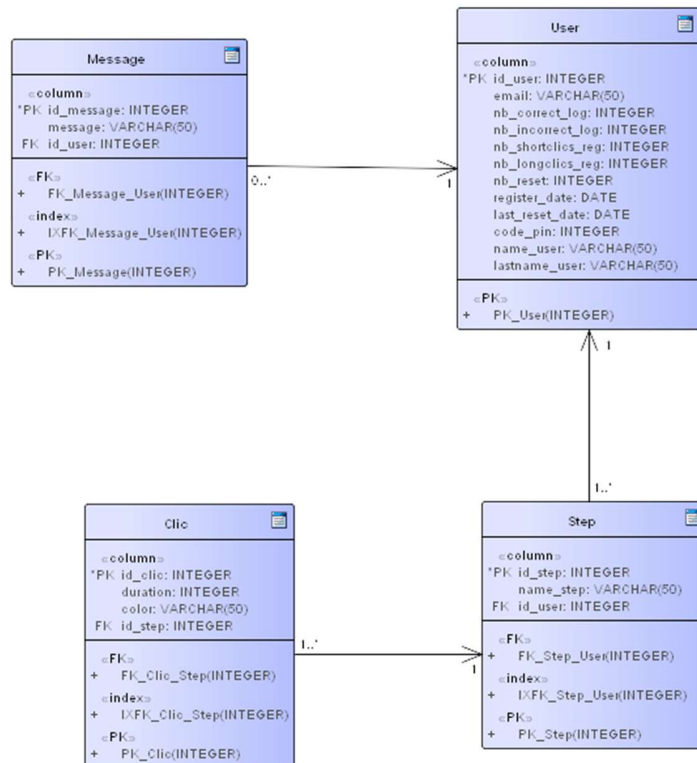 Message
«column»
*PK id_message: INTEGER
message: VARCHAR(50)
FK id_user: INTEGER
«FK»
+ FK_Message_User(INTEGER)
«index»
+ IXFK_Message_User(INTEGER)
«PK»
+ PK_Message(INTEGER)
0..*
1
User
«column»
*PK id_user: INTEGER
email: VARCHAR(50)
nb_correct_log: INTEGER
nb_incorrect_log: INTEGER
nb_shortclics_reg: INTEGER
nb_longclics_reg: INTEGER
nb_reset: INTEGER
register_date: DATE
last_reset_date: DATE
code_pin: INTEGER
name_user: VARCHAR(50)
lastname_user: VARCHAR(50)
«PK»
+ PK_User(INTEGER)
1
1..*
Clic
«column»
*PK id_clic: INTEGER
duration: INTEGER
color: VARCHAR(50)
FK id_step: INTEGER
«FK»
+ FK_Clic_Step(INTEGER)
«index»
+ IXFK_Clic_Step(INTEGER)
«PK»
+ PK_Clic(INTEGER)
1..*
1
Step
«column»
*PK id_step: INTEGER
name_step: VARCHAR(50)
FK id_user: INTEGER
«FK»
+ FK_Step_User(INTEGER)
«index»
+ IXFK_Step_User(INTEGER)
«PK»
+ PK_Step(INTEGER)